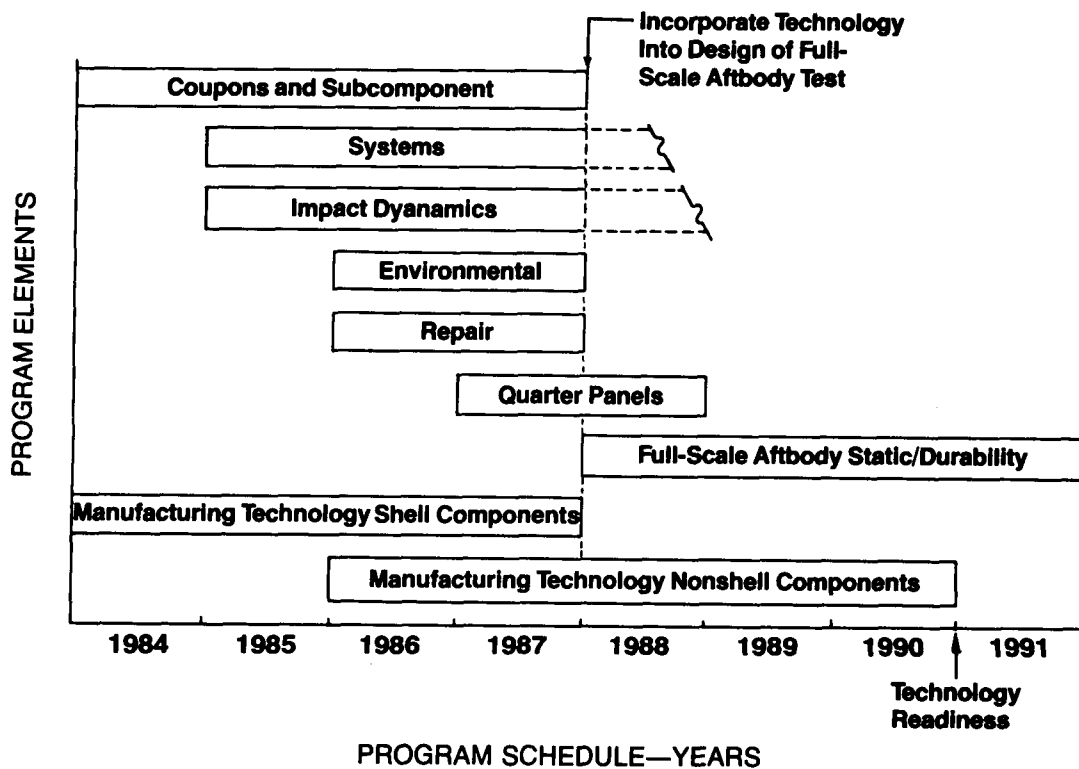 Incorporate Technology
Into Design of Full-
Scale Aftbody Test
Coupons and Subcomponent
Systems
Impact Dyanamics
Environmental
Repair
Quarter Panels
Full-Scale Aftbody Static/Durability
Manufacturing Technology Shell Components
Manufacturing Technology Nonshell Components
PROGRAM ELEMENTS
1984 1985 1986 1987 1988 1989 1990 1991
Technology
Readiness
PROGRAM SCHEDULE—YEARS